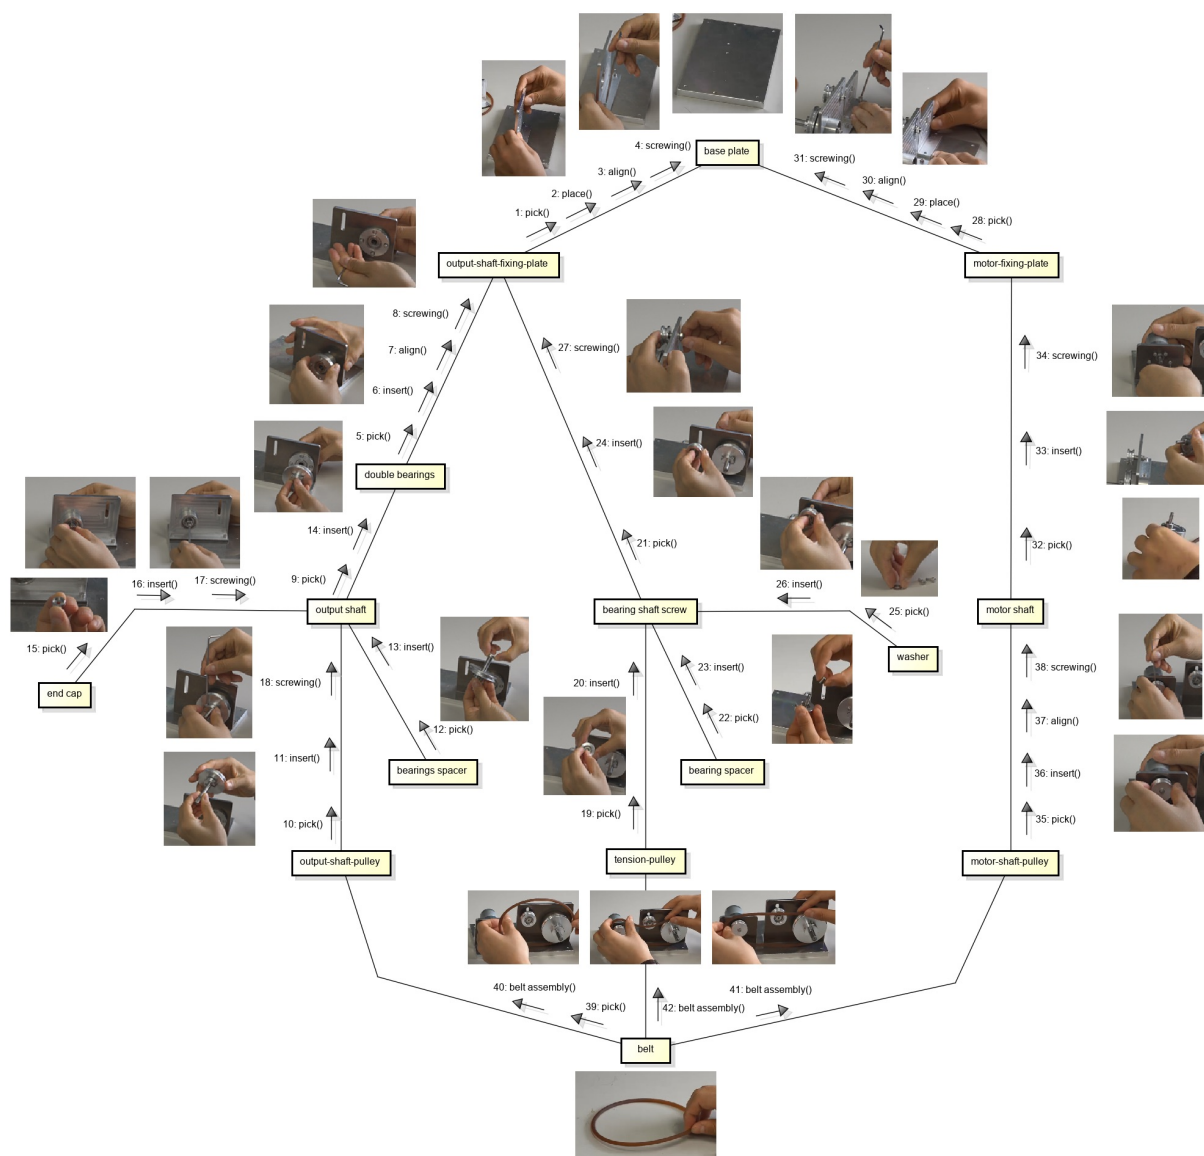 4: screwing()
base plate
31: screwing()
3: align()
30: align()
2: place()
29: place()
1: pick()
28: pick()
output-shaft-fixing-plate
motor-fixing-plate
8: screwing()
27: screwing()
7: align()
34: screwing()
6: insert()
5: pick()
24: insert()
33: insert()
double bearings
14: insert()
21: pick()
32: pick()
9: pick()
16: insert()
17: screwing()
26: insert()
output shaft
bearing shaft screw
25: pick()
motor shaft
15: pick()
13: insert()
washer
end cap
18: screwing()
20: insert()
23: insert()
38: screwing()
22: pick()
37: align()
12: pick()
11: insert()
bearings spacer
bearing spacer
36: insert()
10: pick()
19: pick()
35: pick()
output-shaft-pulley
tension-pulley
motor-shaft-pulley
40: belt assembly()
41: belt assembly()
39: pick()
42: belt assembly()
belt